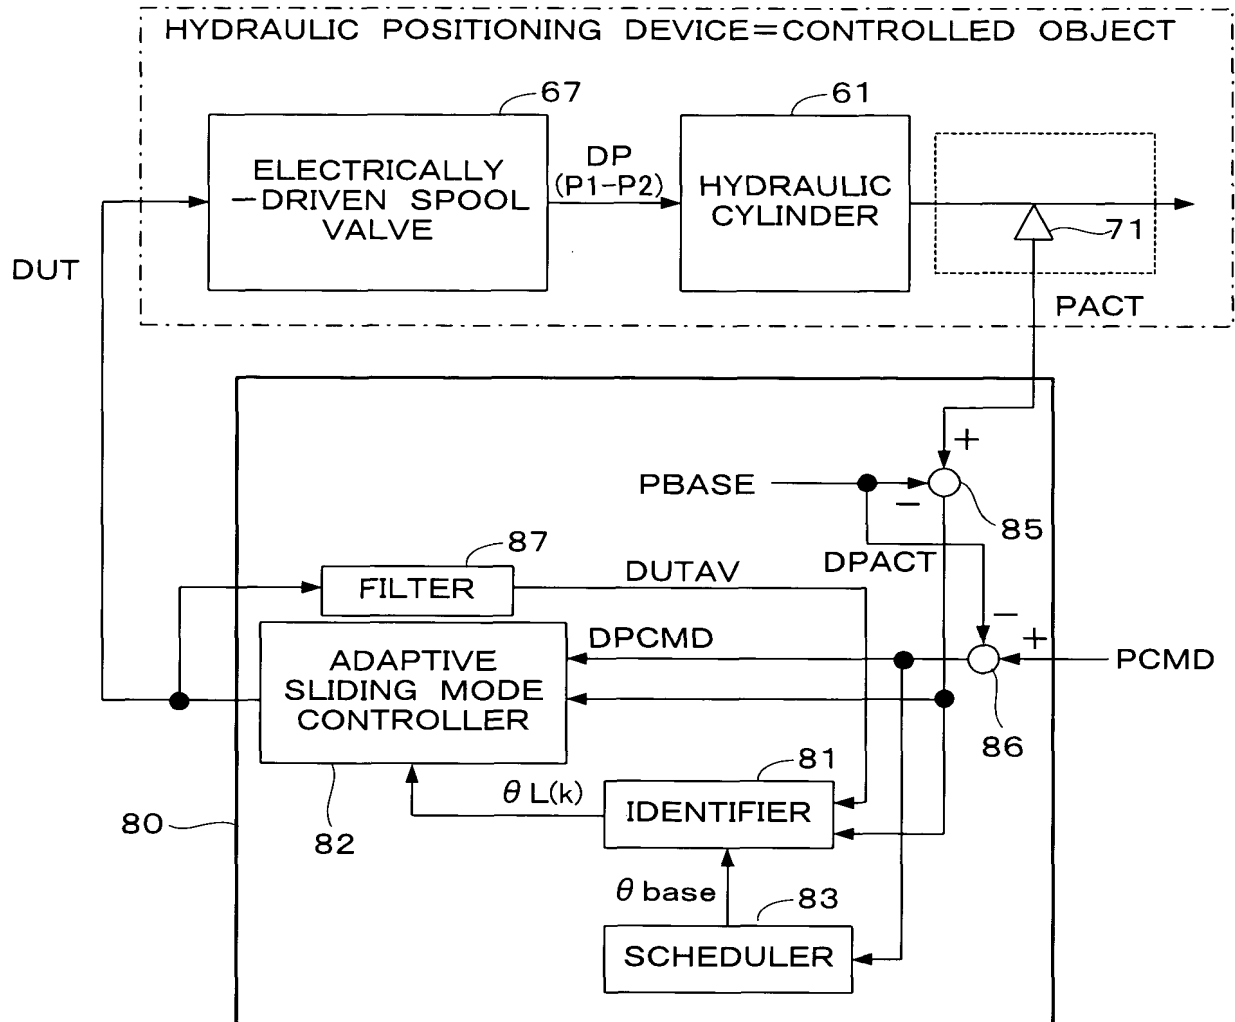 HYDRAULIC POSITIONING DEVICE=CONTROLLED OBJECT
67
61
ELECTRICALLY
-DRIVEN SPOOL
VALVE
DP
(P1-P2)
HYDRAULIC
CYLINDER
71
DUT
PACT
+
PBASE
-
85
87
DUTAV
DPACT
FILTER
-
+
DPCMD
PCMD
ADAPTIVE
SLIDING MODE
CONTROLLER
86
81
θ L(k)
IDENTIFIER
80
82
θ base
83
SCHEDULER